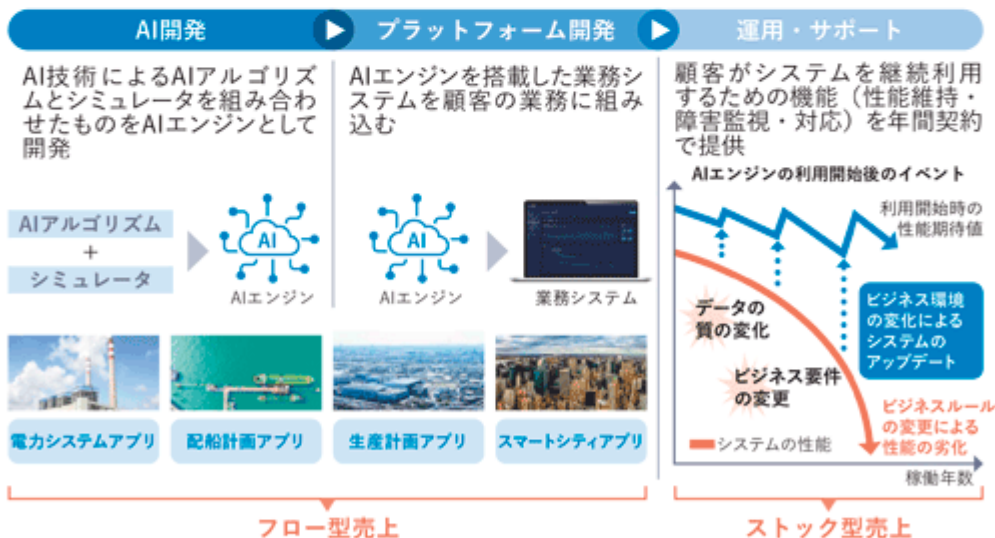 AI開発
プラットフォーム開発
運用・サポート
AI技術によるAIアルゴリズ
ムとシミュレータを組み合わ
せたものをAIエンジンとして
開発
AIエンジンを搭載した業務シ
ステムを顧客の業務に組み
込む
顧客がシステムを継続利用
するための機能（性能維持・
障害監視・対応）を年間契約
で提供
AIアルゴリズム
+
シミュレータ
AI
AIエンジン
AI
AIエンジン
業務システム
電力システムアプリ
配船計画アプリ
生産計画アプリ
スマートシティアプリ
AIエンジンの利用開始後のイベント
利用開始時の
性能期待値
データの
質の変化
ビジネス要件
の変更
ビジネス環境
の変化による
システムの
アップデート
ビジネスルール
の変更による
性能の劣化
システムの性能
稼働年数
フロー型売上
ストック型売上